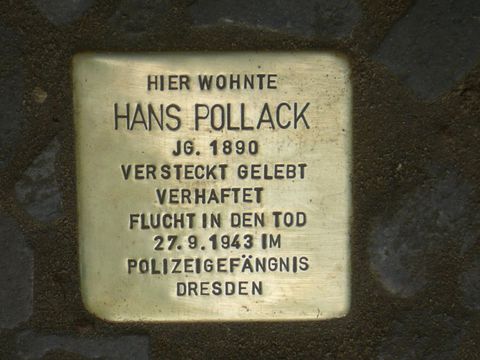 HIER WOHNTE
HANS POLLACK
JG. 1890
VERSTECKT GELEBT
VERHAFTET
FLUCHT IN DEN TOD
27.9.1943 IM
POLIZEIGEFÄNGNIS
DRESDEN